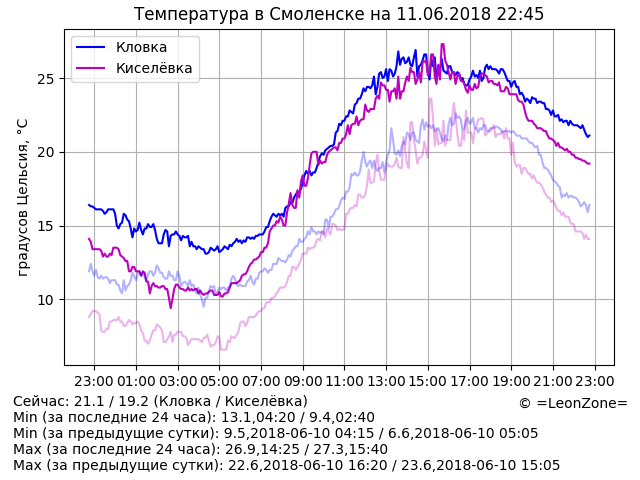 Температура в Смоленске на 11.06.2018 22:45
Кловка
Киселёвка
градусов Цельсия, °C
25
20
15
10
23:00 01:00 03:00 05:00 07:00 09:00 11:00 13:00 15:00 17:00 19:00 21:00 23:00
Сейчас: 21.1 / 19.2 (Кловка / Киселёвка)
© =LeonZone=
Min (за последние 24 часа): 13.1,04:20 / 9.4,02:40
Min (за предыдущие сутки): 9.5,2018-06-10 04:15 / 6.6,2018-06-10 05:05
Max (за последние 24 часа): 26.9,14:25 / 27.3,15:40
Max (за предыдущие сутки): 22.6,2018-06-10 16:20 / 23.6,2018-06-10 15:05